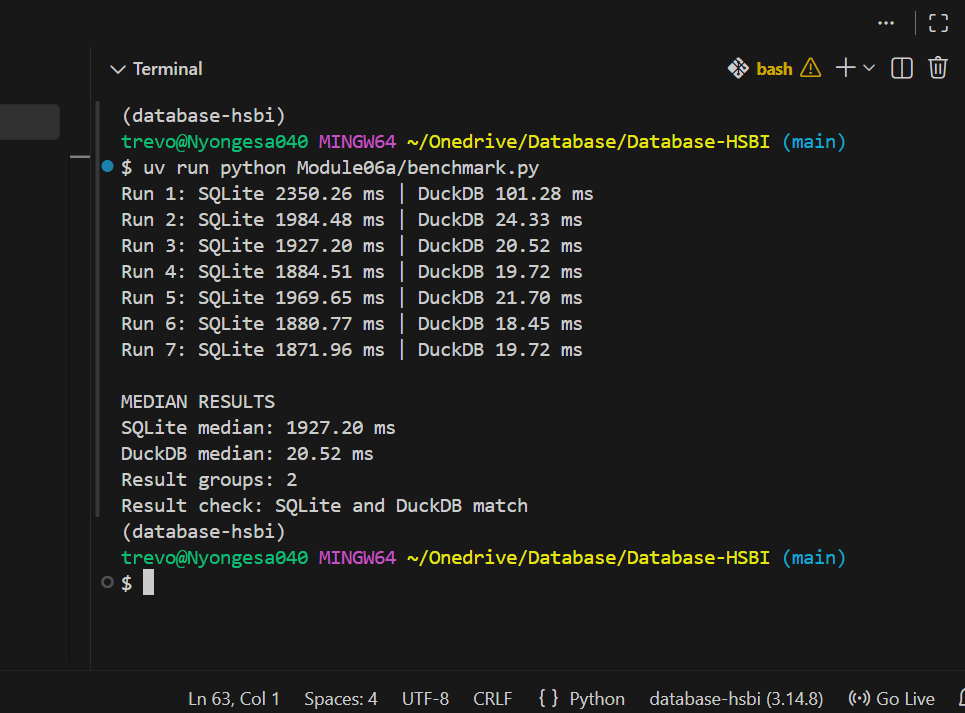 Terminal
bash
(database-hsbi)
trevo@Nyongesa040 MINGW64 ~/Onedrive/Database/Database-HSBI (main)
$ uv run python Module06a/benchmark.py
Run 1: SQLite 2350.26 ms | DuckDB 101.28 ms
Run 2: SQLite 1984.48 ms | DuckDB 24.33 ms
Run 3: SQLite 1927.20 ms | DuckDB 20.52 ms
Run 4: SQLite 1884.51 ms | DuckDB 19.72 ms
Run 5: SQLite 1969.65 ms | DuckDB 21.70 ms
Run 6: SQLite 1880.77 ms | DuckDB 18.45 ms
Run 7: SQLite 1871.96 ms | DuckDB 19.72 ms
MEDIAN RESULTS
SQLite median: 1927.20 ms
DuckDB median: 20.52 ms
Result groups: 2
Result check: SQLite and DuckDB match
(database-hsbi)
trevo@Nyongesa040 MINGW64 ~/Onedrive/Database/Database-HSBI (main)
$
Ln 63, Col 1 Spaces: 4 UTF-8 CRLF { } Python database-hsbi (3.14.8) Go Live